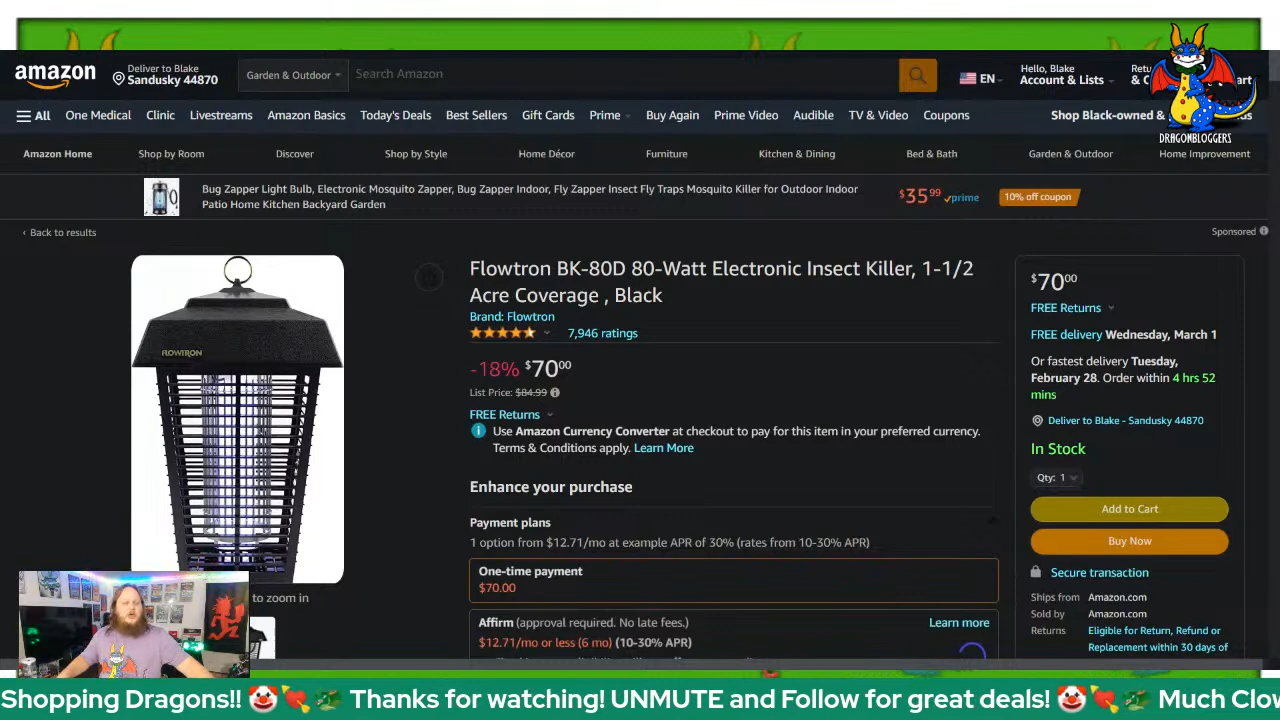 amazon
Deliver to Blake
Sandusky 44870
Garden & Outdoor
Search Amazon
EN
Hello, Blake
Account & Lists
DRAGONBLOGGERS
All
One Medical
Clinic
Livestreams
Amazon Basics
Today's Deals
Best Sellers
Gift Cards
Prime
Buy Again
Prime Video
Audible
TV & Video
Coupons
Shop Black-owned &
Amazon Home
Shop by Room
Discover
Shop by Style
Home Décor
Furniture
Kitchen & Dining
Bed & Bath
Garden & Outdoor
Home Improvement
Bug Zapper Light Bulb, Electronic Mosquito Zapper, Bug Zapper Indoor, Fly Zapper Insect Fly Traps Mosquito Killer for Outdoor Indoor
Patio Home Kitchen Backyard Garden
$35.99 prime
10% off coupon
‹ Back to results
Sponsored
FLOWTRON
to zoom in
Flowtron BK-80D 80-Watt Electronic Insect Killer, 1-1/2
Acre Coverage , Black
Brand: Flowtron
7,946 ratings
-18% $70.00
List Price: $84.99
FREE Returns
Use Amazon Currency Converter at checkout to pay for this item in your preferred currency.
Terms & Conditions apply. Learn More
Enhance your purchase
Payment plans
1 option from $12.71/mo at example APR of 30% (rates from 10-30% APR)
One-time payment
$70.00
Affirm (approval required. No late fees.)
Learn more
$12.71/mo or less (6 mo) (10-30% APR)
$70.00
FREE Returns
FREE delivery Wednesday, March 1
Or fastest delivery Tuesday,
February 28. Order within 4 hrs 52
mins
Deliver to Blake - Sandusky 44870
In Stock
Qty: 1
Add to Cart
Buy Now
Secure transaction
Ships from Amazon.com
Sold by Amazon.com
Returns Eligible for Return, Refund or
Replacement within 30 days of
Shopping Dragons!! 🤡💘🐲 Thanks for watching! UNMUTE and Follow for great deals! 🤡💘🐲 Much Clow